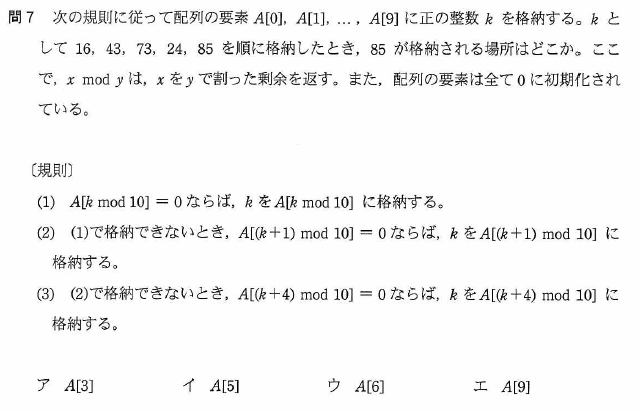 問7 次の規則に従って配列の要素 A[0], A[1], …, A[9] に正の整数 k を格納する。k と
して 16, 43, 73, 24, 85 を順に格納したとき, 85 が格納される場所はどこか。ここ
で, x mod y は, x を y で割った剰余を返す。また, 配列の要素は全て 0 に初期化され
ている。
〔規則〕
(1) A[k mod 10] = 0 ならば, k を A[k mod 10] に格納する。
(2) (1)で格納できないとき, A[(k+1) mod 10] = 0 ならば, k を A[(k+1) mod 10] に
格納する。
(3) (2)で格納できないとき, A[(k+4) mod 10] = 0 ならば, k を A[(k+4) mod 10] に
格納する。
ア A[3] イ A[5] ウ A[6] エ A[9]